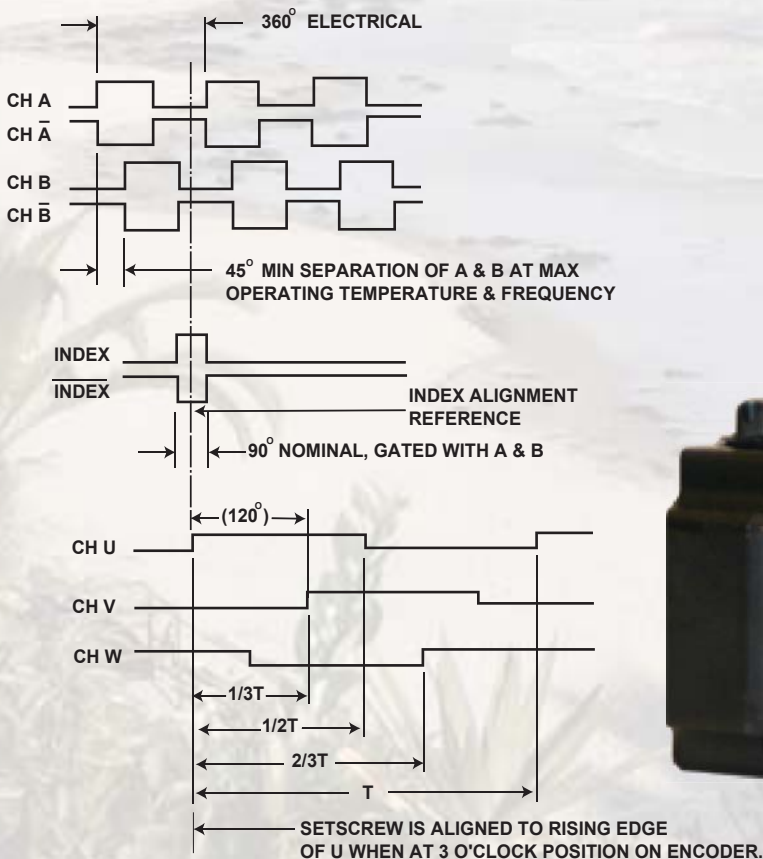 360° ELECTRICAL
CH A
CH A̅
CH B
CH B̅
45° MIN SEPARATION OF A & B AT MAX
OPERATING TEMPERATURE & FREQUENCY
INDEX
I̅N̅D̅E̅X̅
INDEX ALIGNMENT
REFERENCE
90° NOMINAL, GATED WITH A & B
(120°)
CH U
CH V
CH W
1/3T
1/2T
2/3T
T
SETSCREW IS ALIGNED TO RISING EDGE
OF U WHEN AT 3 O'CLOCK POSITION ON ENCODER.